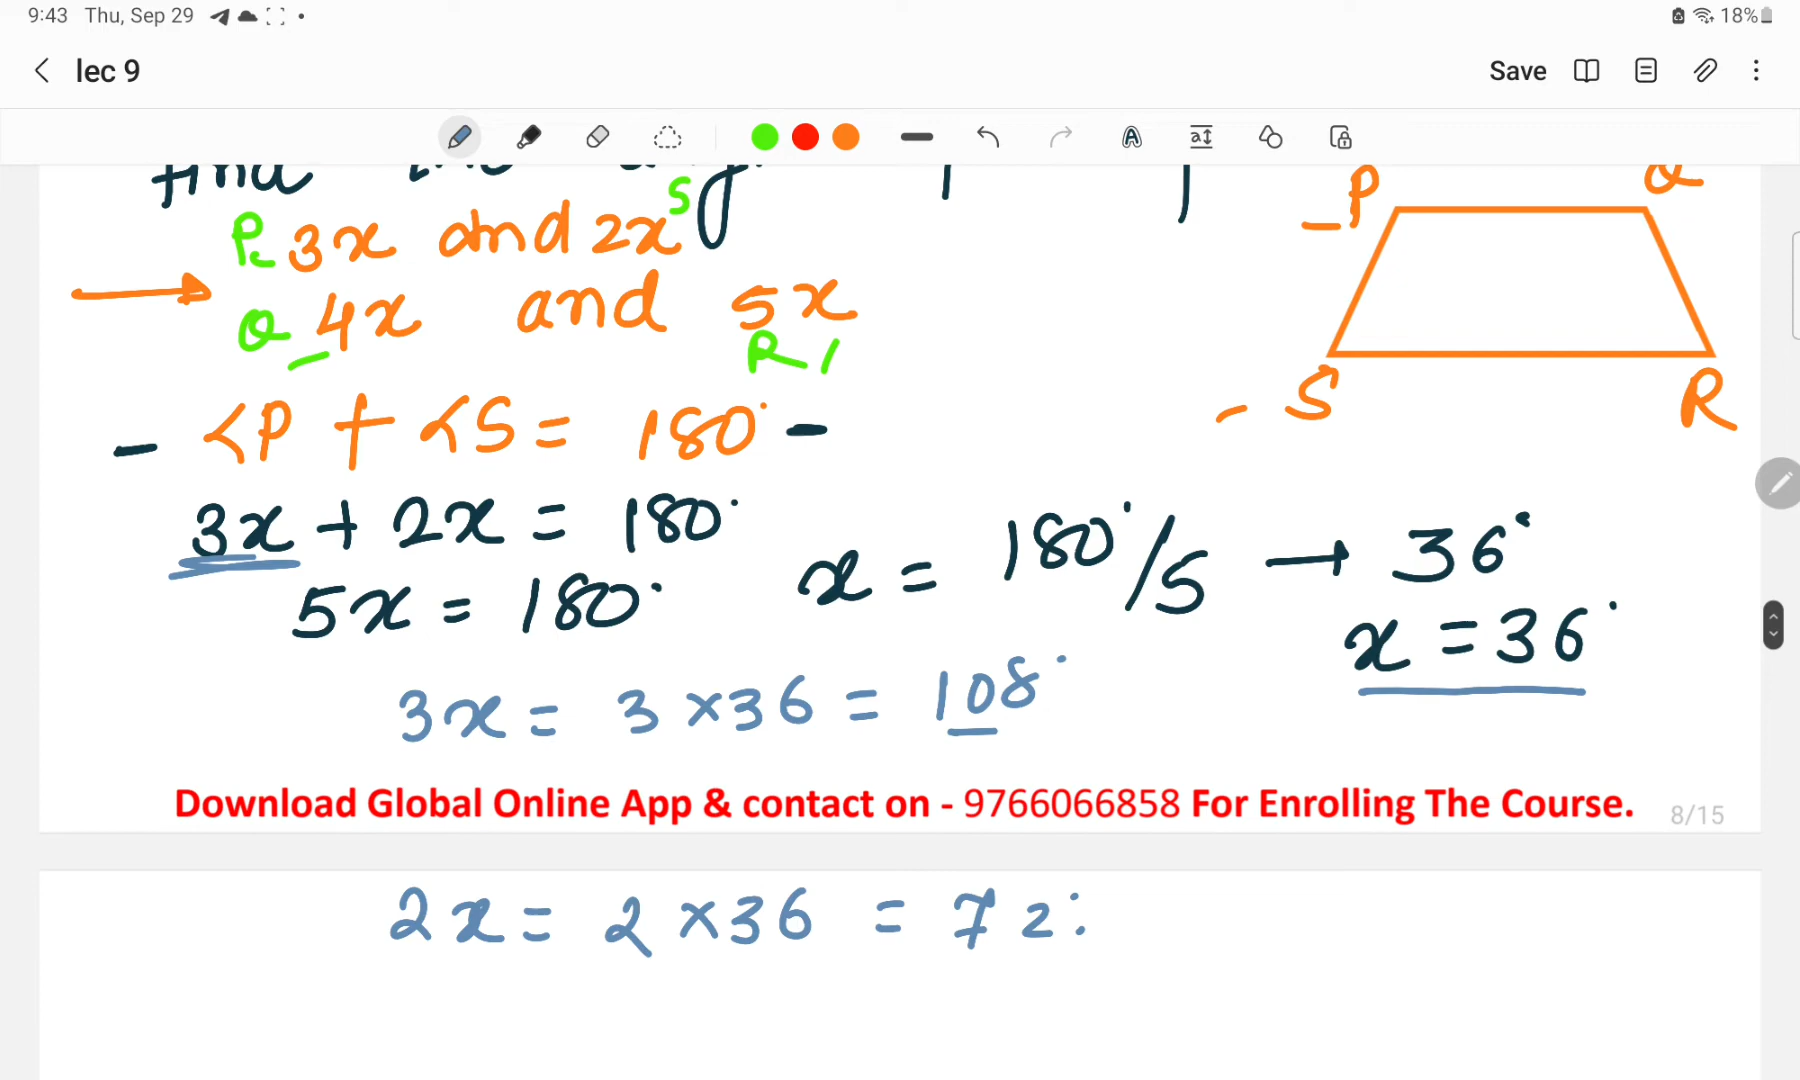 9:43 Thu, Sep 29
18%
lec 9
Save
find the
P 3x and 2x S
Q 4x and 5x R
P
Q
S
R
- <P + <S = 180° -
3x + 2x = 180°
5x = 180°
x = 180°/5 → 36°
x = 36°
3x = 3 × 36 = 108°
Download Global Online App & contact on - 9766066858 For Enrolling The Course.
8/15
2x = 2 × 36 = 72: